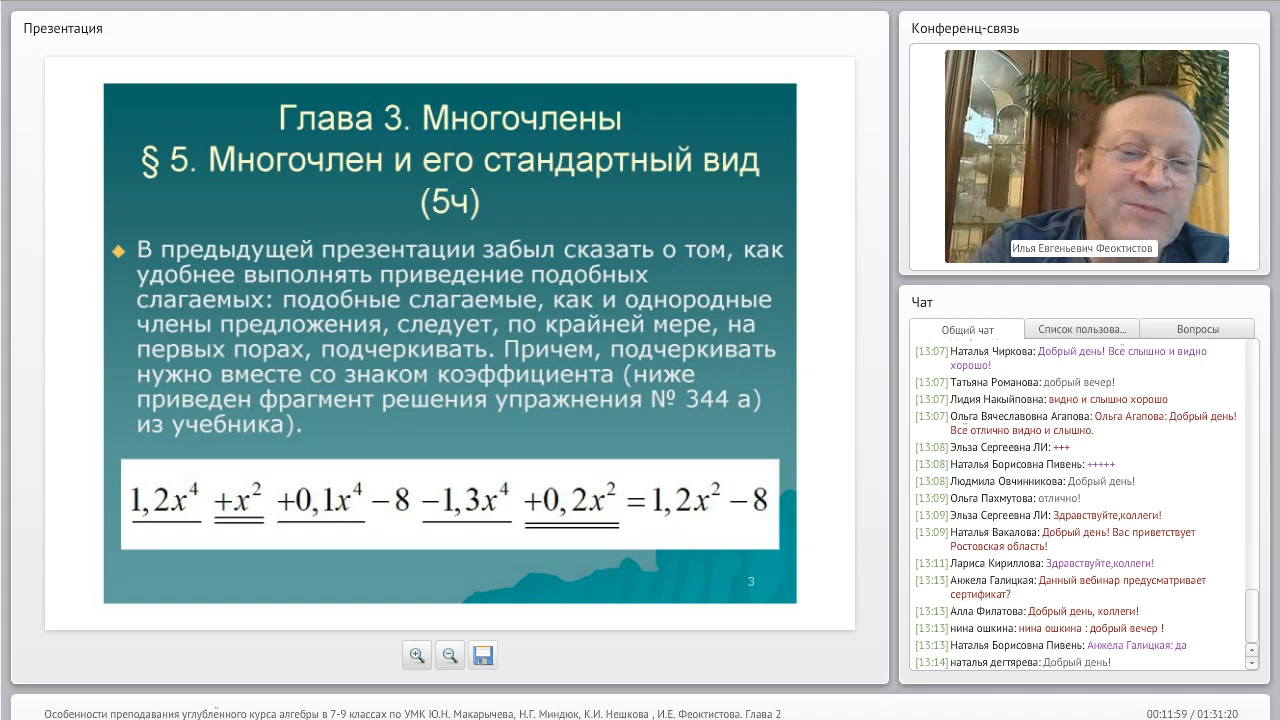 Презентация
Глава 3. Многочлены
§ 5. Многочлен и его стандартный вид
(5ч)
В предыдущей презентации забыл сказать о том, как
удобнее выполнять приведение подобных
слагаемых: подобные слагаемые, как и однородные
члены предложения, следует, по крайней мере, на
первых порах, подчеркивать. Причем, подчеркивать
нужно вместе со знаком коэффициента (ниже
приведен фрагмент решения упражнения № 344 а)
из учебника).
1,2x⁴ +x² +0,1x⁴ −8 −1,3x⁴ +0,2x² = 1,2x² −8
3
Конференц-связь
Илья Евгеньевич Феоктистов
Чат
Общий чат
Список пользова...
Вопросы
[13:07] Наталья Чиркова: Добрый день! Всё слышно и видно
хорошо!
[13:07] Татьяна Романова: добрый вечер!
[13:07] Лидия Накыйповна: видно и слышно хорошо
[13:07] Ольга Вячеславовна Агапова: Ольга Агапова: Добрый день!
Всё отлично видно и слышно.
[13:08] Эльза Сергеевна ЛИ: +++
[13:08] Наталья Борисовна Пивень: +++++
[13:08] Людмила Овчинникова: Добрый день!
[13:09] Ольга Пахмутова: отлично!
[13:09] Эльза Сергеевна ЛИ: Здравствуйте,коллеги!
[13:09] Наталья Вакалова: Добрый день! Вас приветствует
Ростовская область!
[13:11] Лариса Кириллова: Здравствуйте,коллеги!
[13:13] Анжела Галицкая: Данный вебинар предусматривает
сертификат?
[13:13] Алла Филатова: Добрый день, коллеги!
[13:13] нина ошкина: нина ошкина : добрый вечер !
[13:13] Наталья Борисовна Пивень: Анжела Галицкая: да
[13:14] наталья дегтярева: Добрый день!
Особенности преподавания углублённого курса алгебры в 7-9 классах по УМК Ю.Н. Макарычева, Н.Г. Миндюк, К.И. Нешкова , И.Е. Феоктистова. Глава 2
00:11:59 / 01:31:20